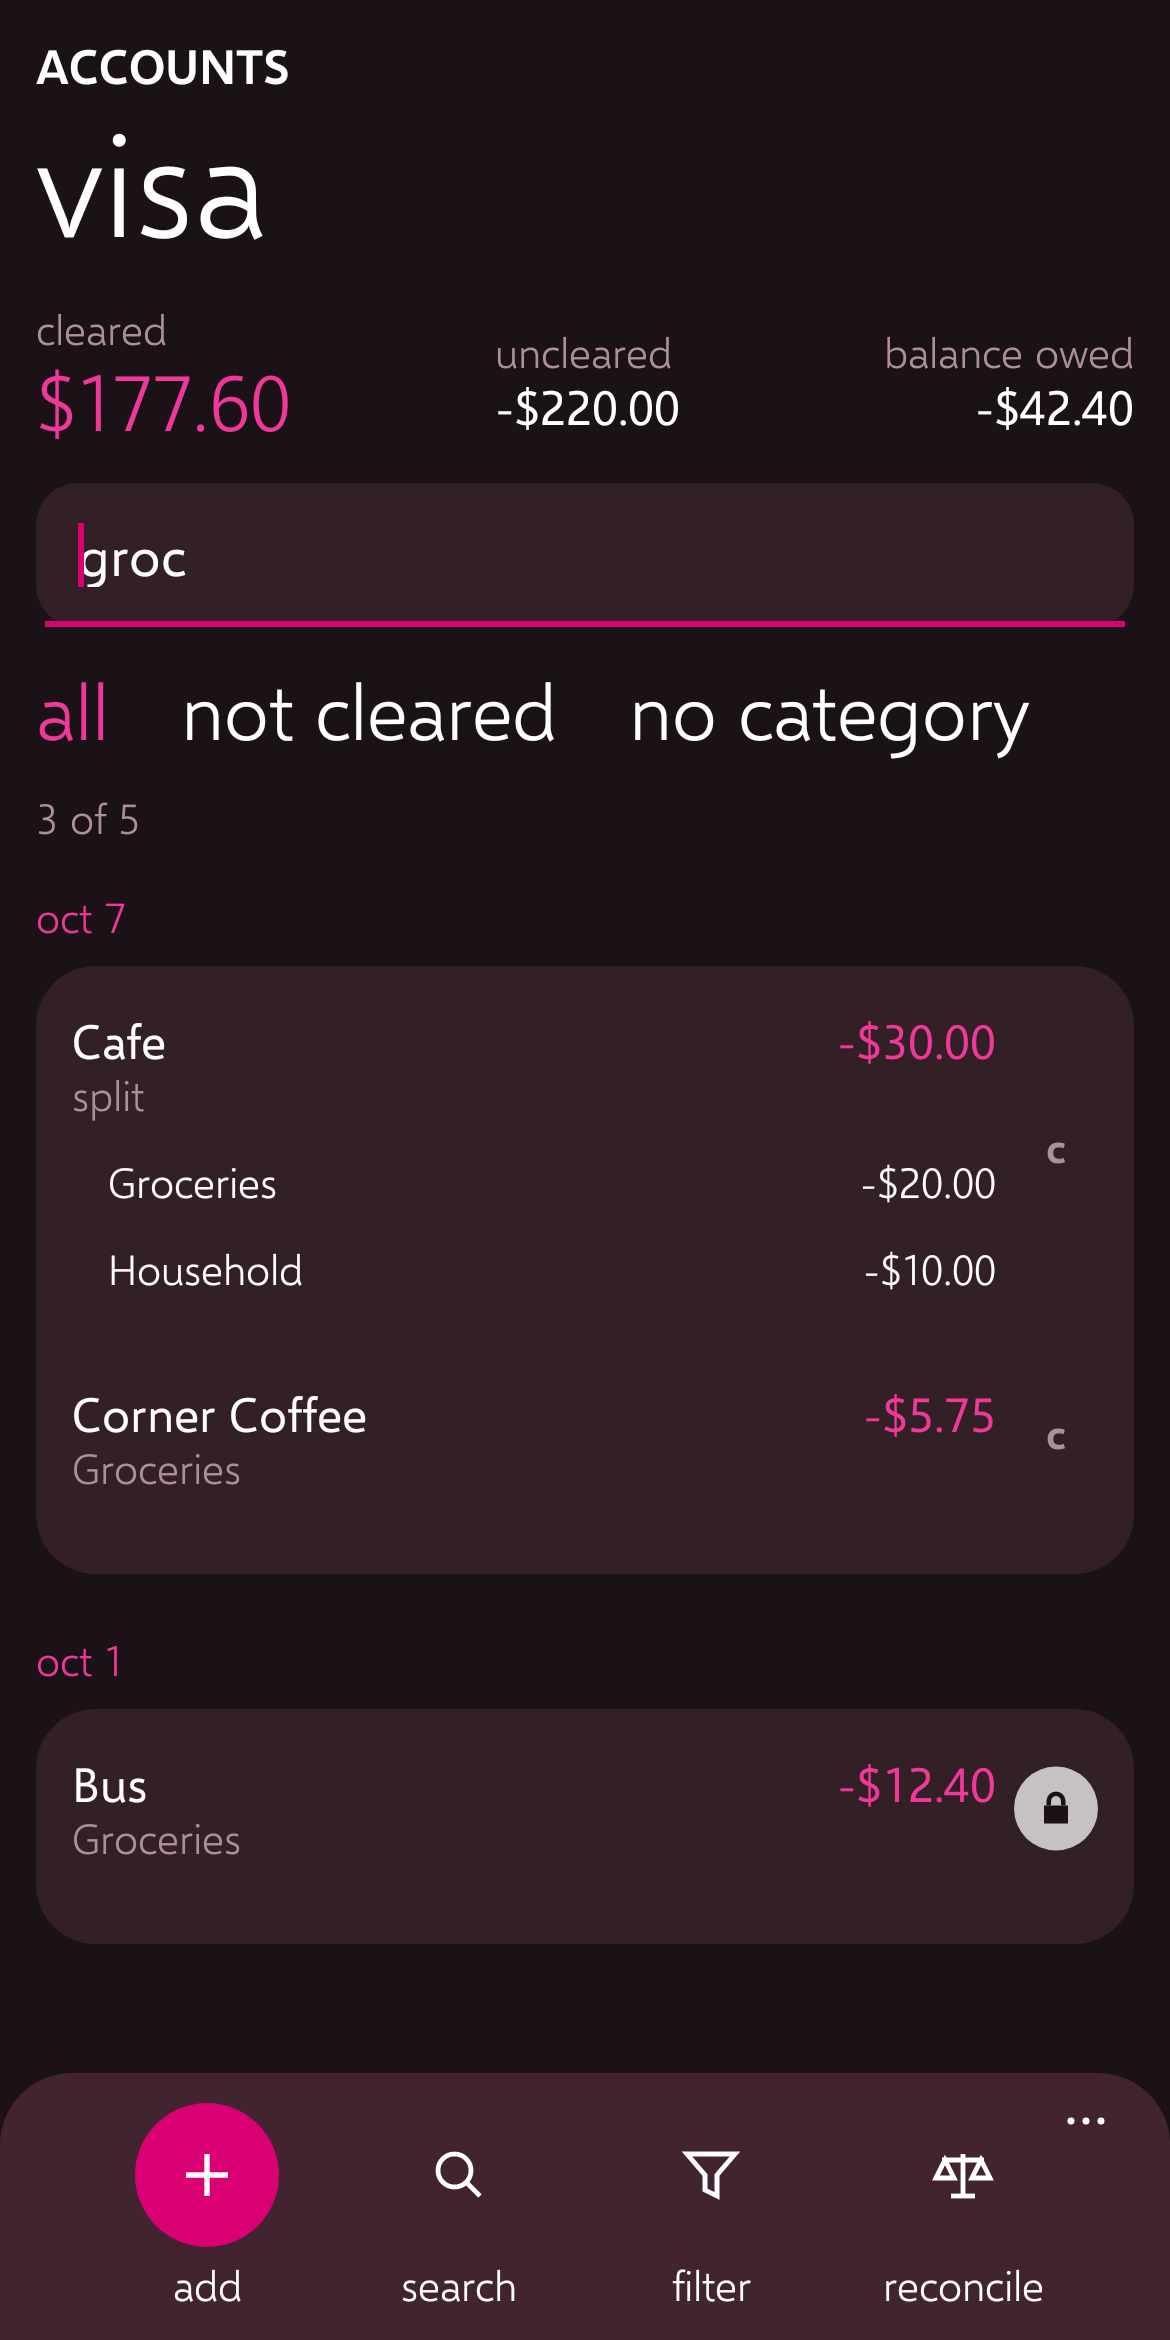 ACCOUNTS
visa
cleared
$177.60
uncleared
-$220.00
balance owed
-$42.40
groc
all not cleared no category
3 of 5
oct 7
Cafe -$30.00
split
c
Groceries -$20.00
Household -$10.00
Corner Coffee -$5.75
c
Groceries
oct 1
Bus -$12.40
Groceries
add search filter reconcile